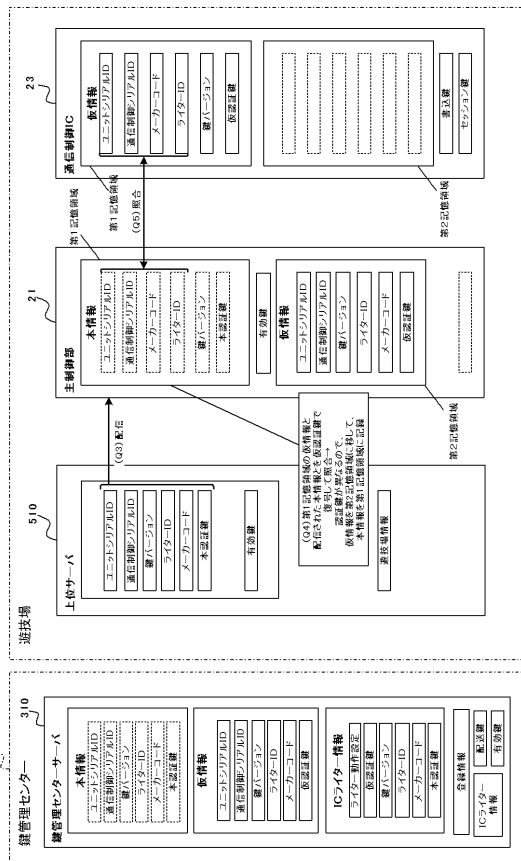 鍵管理センター
310
鍵管理センターサーバ
本情報
ユニットシリアルID
通信制御シリアルID
鍵バージョン
ライターID
メーカーコード
本認証鍵
仮情報
ユニットシリアルID
通信制御シリアルID
鍵バージョン
ライターID
メーカーコード
仮認証鍵
ICライター情報
ライター動作設定
仮認証鍵
鍵バージョン
ライターID
メーカーコード
本認証鍵
登録情報
ICライター
情報
配送鍵
有効鍵
遊技場
510
上位サーバ
ユニットシリアルID
通信制御シリアルID
鍵バージョン
ライターID
メーカーコード
本認証鍵
有効鍵
遊技場情報
(Q3)配信
(Q4)第1記憶領域の仮情報と
配信された本情報とを仮認証鍵で
復号して照合→
認証鍵が異なるので、
仮情報を第2記憶領域に移して、
本情報を第1記憶領域に記録
21
主制御部
第1記憶領域
本情報
ユニットシリアルID
通信制御シリアルID
メーカーコード
ライターID
鍵バージョン
本認証鍵
有効鍵
仮情報
ユニットシリアルID
通信制御シリアルID
鍵バージョン
ライターID
メーカーコード
仮認証鍵
第2記憶領域
(Q5)照合
23
通信制御IC
第1記憶領域
仮情報
ユニットシリアルID
通信制御シリアルID
メーカーコード
ライターID
鍵バージョン
仮認証鍵
第2記憶領域
書込鍵
セッション鍵